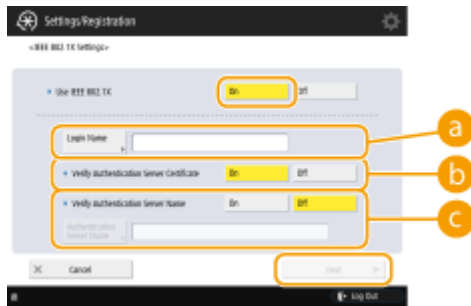 Settings/Registration
<IEEE 802.1X Settings>
Use IEEE 802.1X
On
Off
Login Name
a
Verify Authentication Server Certificate
On
Off
b
Verify Authentication Server Name
On
Off
Authentication
Server Name
c
Cancel
Next
Log Out